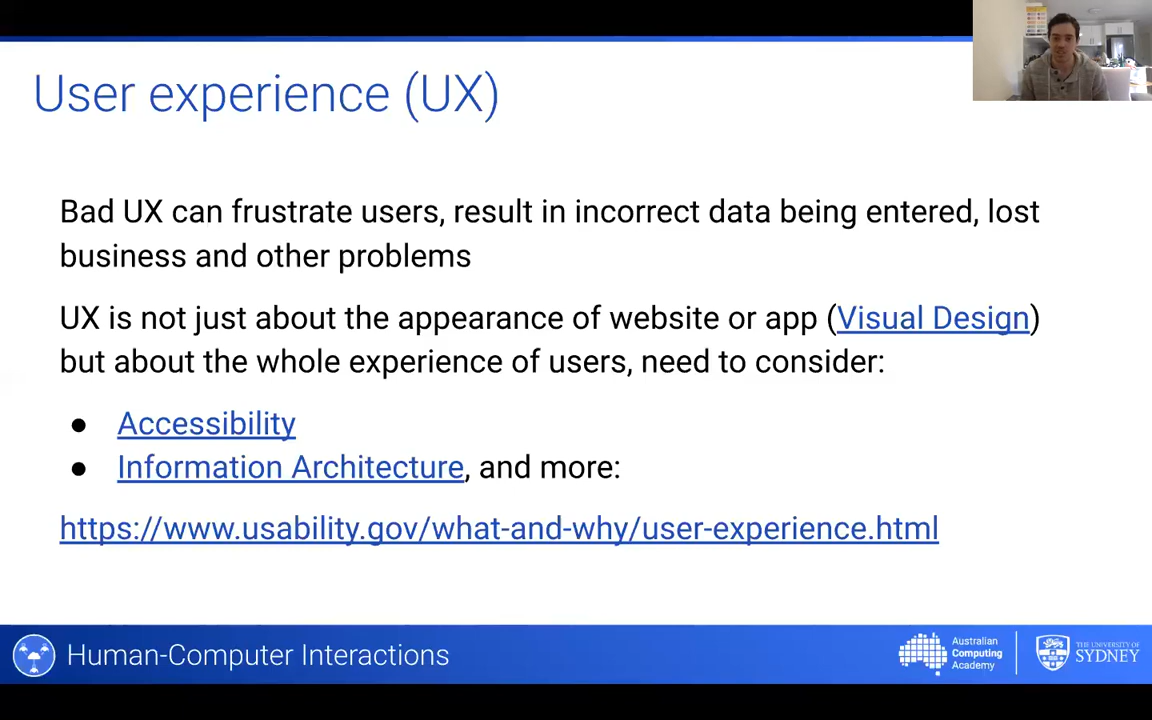 User experience (UX)
Bad UX can frustrate users, result in incorrect data being entered, lost
business and other problems
UX is not just about the appearance of website or app (Visual Design)
but about the whole experience of users, need to consider:
● Accessibility
● Information Architecture, and more:
https://www.usability.gov/what-and-why/user-experience.html
Human-Computer Interactions
Australian
Computing
Academy
THE UNIVERSITY OF
SYDNEY